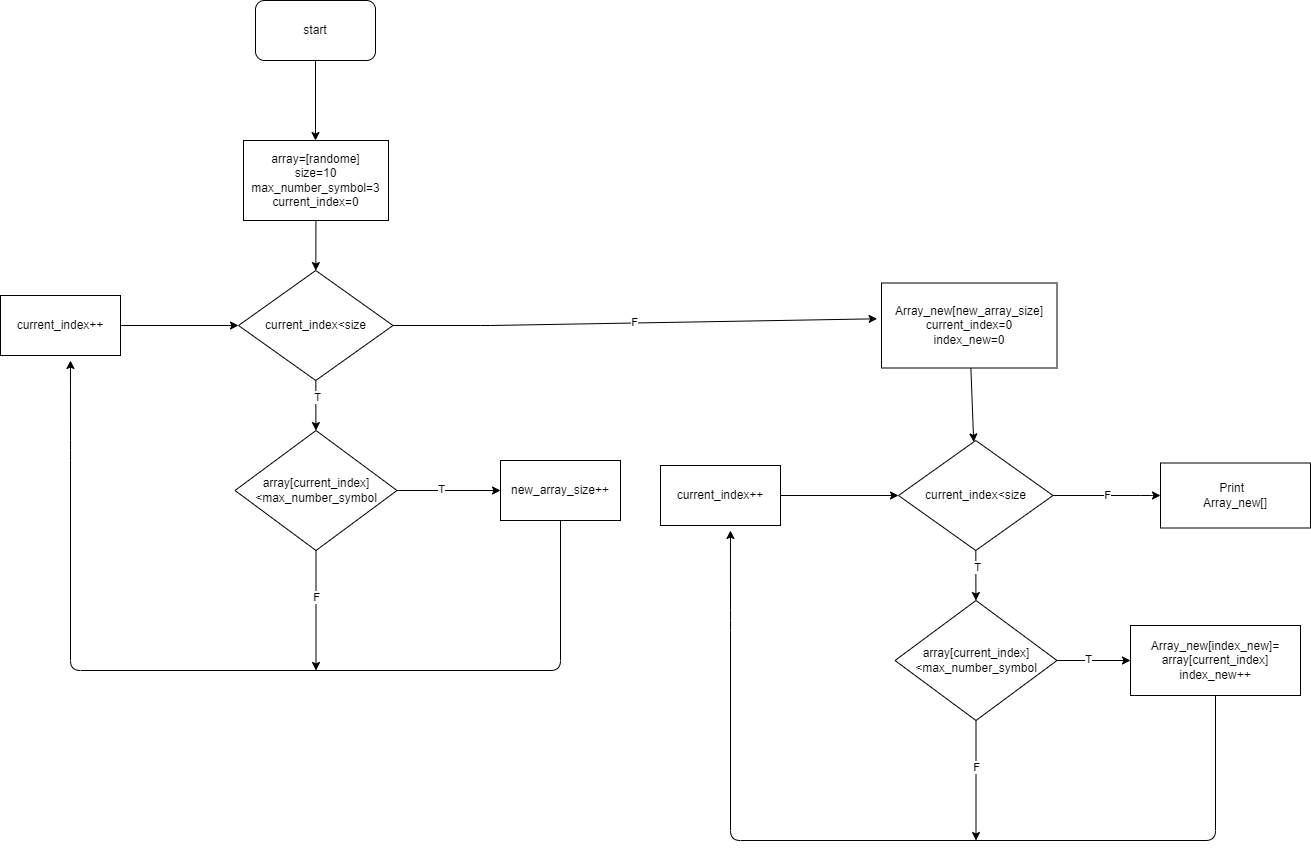 start
array=[randome]
size=10
max_number_symbol=3
current_index=0
current_index++
current_index<size
F
T
array[current_index]
<max_number_symbol
T
new_array_size++
F
Array_new[new_array_size]
current_index=0
index_new=0
current_index++
current_index<size
F
Print
Array_new[]
T
array[current_index]
<max_number_symbol
T
Array_new[index_new]=
array[current_index]
index_new++
F